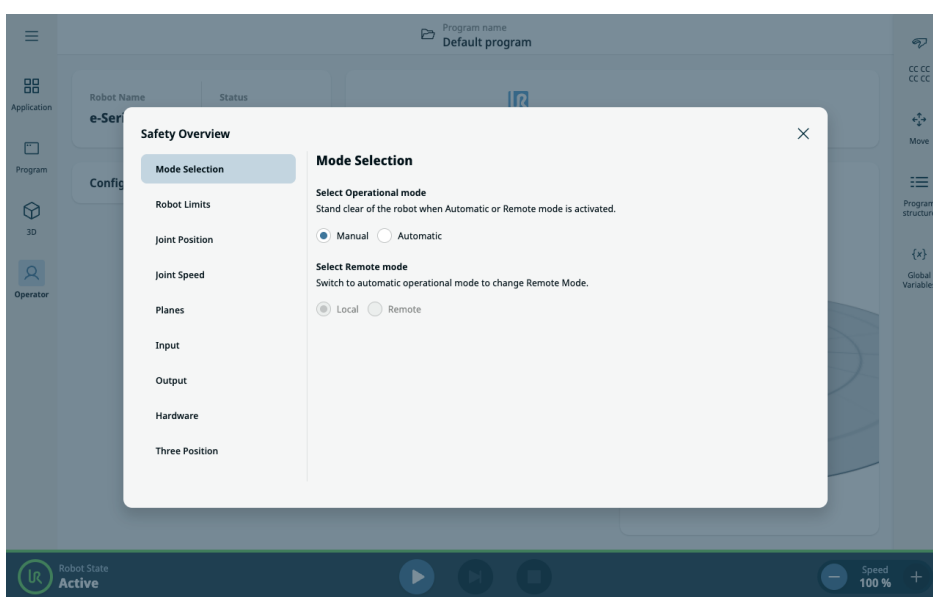 Program name
Default program
Application
Program
3D
Operator
Robot Name
Status
e-Seri
Config
UR
Safety Overview
Mode Selection
Robot Limits
Joint Position
Joint Speed
Planes
Input
Output
Hardware
Three Position
Mode Selection
Select Operational mode
Stand clear of the robot when Automatic or Remote mode is activated.
Manual Automatic
Select Remote mode
Switch to automatic operational mode to change Remote Mode.
Local Remote
CC CC
CC CC
Move
Program
structure
{x}
Global
Variable
UR
Robot State
Active
Speed
100 %